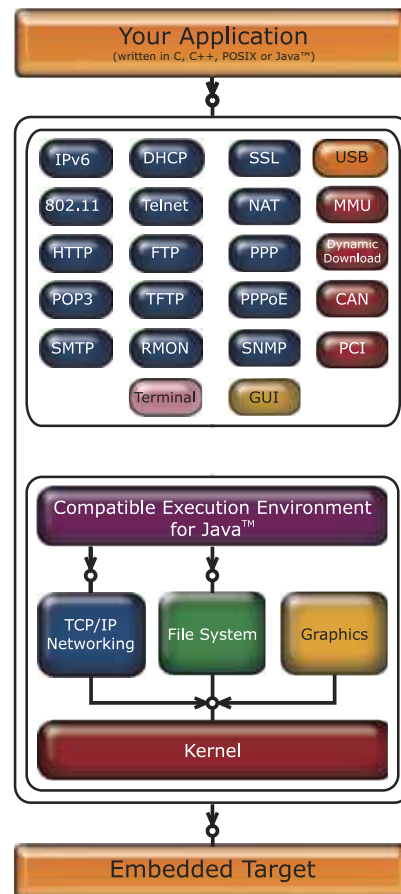 Your Application
(written in C, C++, POSIX or Java™)
IPv6 DHCP SSL USB
802.11 Telnet NAT MMU
HTTP FTP PPP Dynamic Download
POP3 TFTP PPPoE CAN
SMTP RMON SNMP PCI
Terminal GUI
Compatible Execution Environment
for Java™
TCP/IP
Networking
File System
Graphics
Kernel
Embedded Target